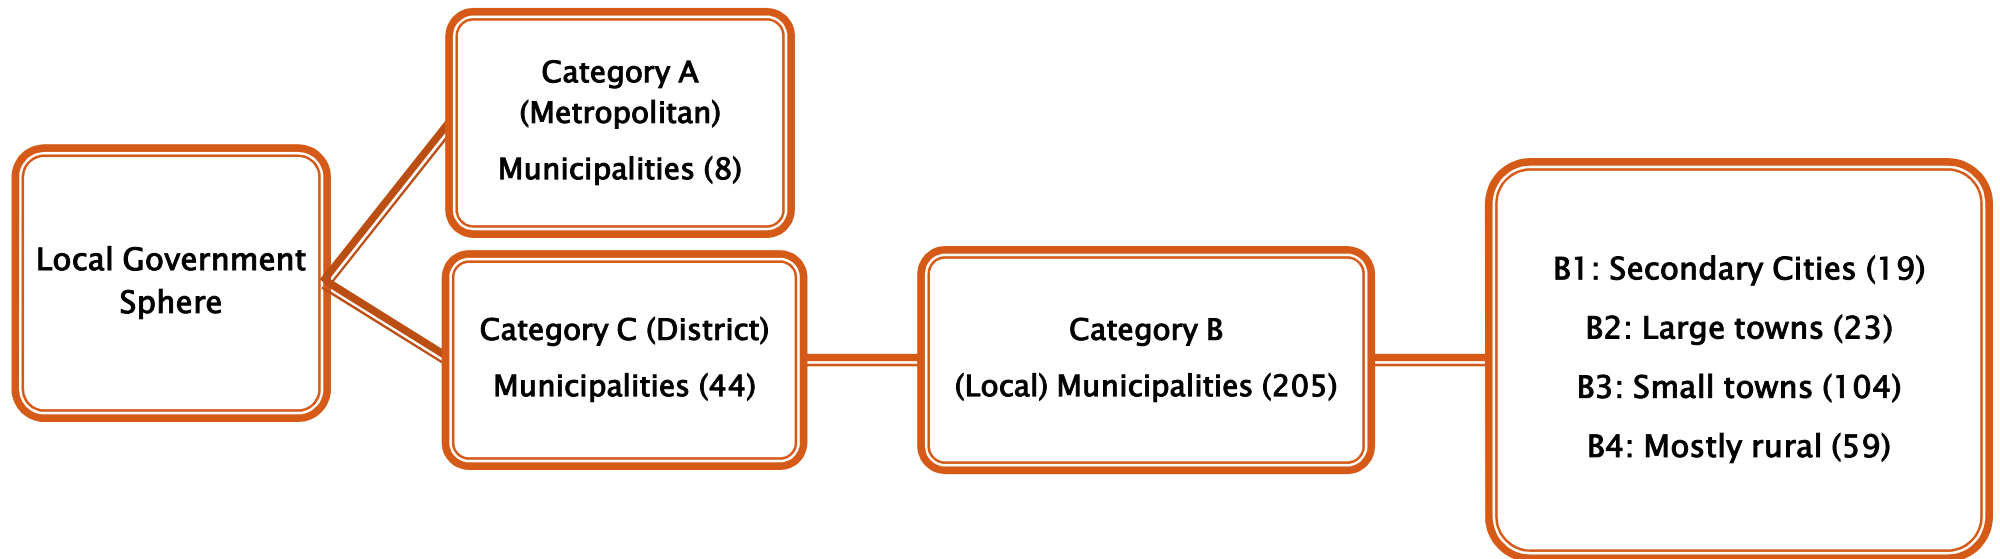 Local Government
Sphere
Category A
(Metropolitan)
Municipalities (8)
Category C (District)
Municipalities (44)
Category B
(Local) Municipalities (205)
B1: Secondary Cities (19)
B2: Large towns (23)
B3: Small towns (104)
B4: Mostly rural (59)